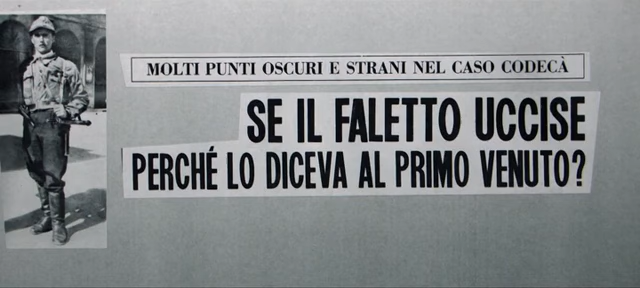 MOLTI PUNTI OSCURI E STRANI NEL CASO CODECÀ
SE IL FALETTO UCCISE
PERCHÉ LO DICEVA AL PRIMO VENUTO?